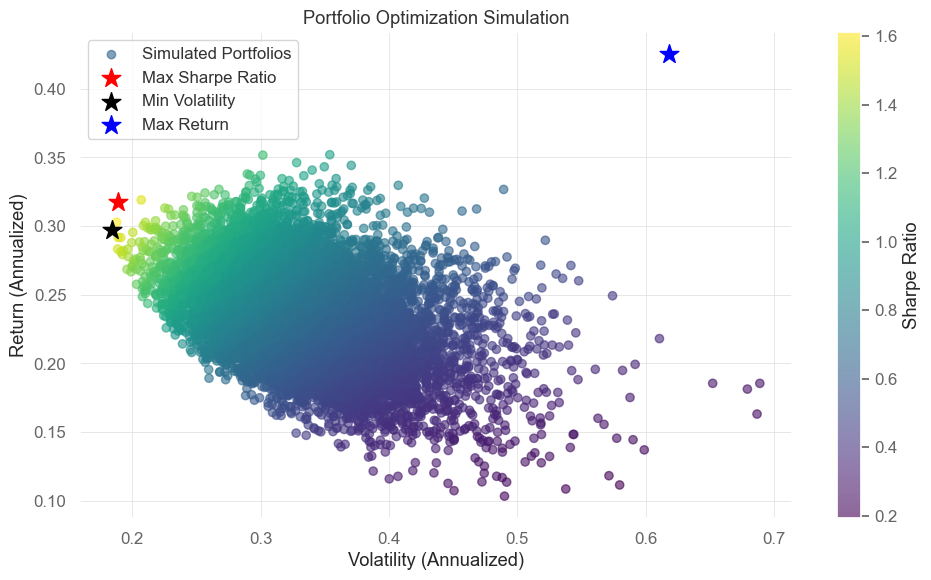 Portfolio Optimization Simulation
Simulated Portfolios
Max Sharpe Ratio
Min Volatility
Max Return
Return (Annualized)
0.40
0.35
0.30
0.25
0.20
0.15
0.10
0.2 0.3 0.4 0.5 0.6 0.7
Volatility (Annualized)
1.6
1.4
1.2
1.0
0.8
0.6
0.4
0.2
Sharpe Ratio